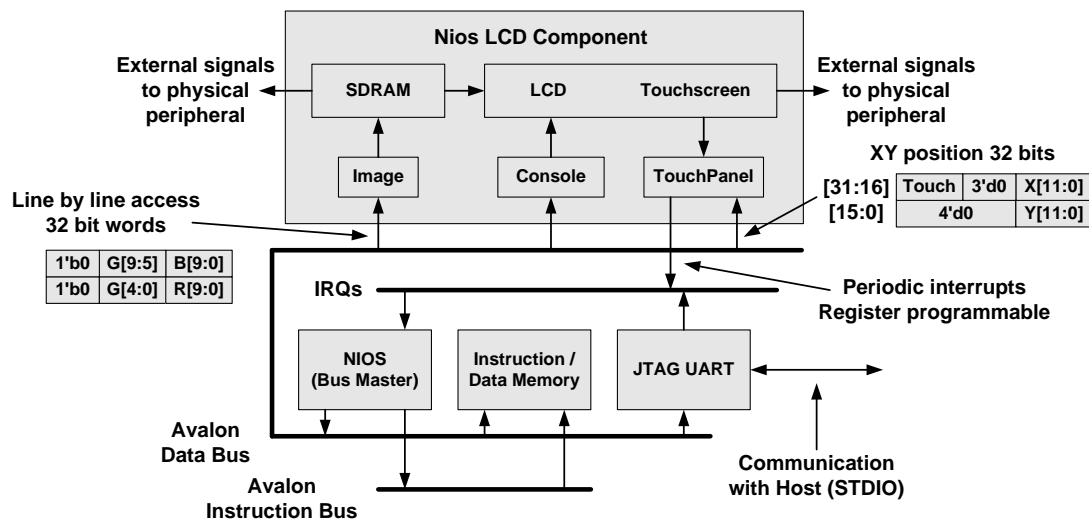 Nios LCD Component
External signals
to physical
peripheral
SDRAM
LCD
Touchscreen
External signals
to physical
peripheral
Image
Console
TouchPanel
XY position 32 bits
[31:16] Touch 3'd0 X[11:0]
[15:0] 4'd0 Y[11:0]
Line by line access
32 bit words
1'b0 G[9:5] B[9:0]
1'b0 G[4:0] R[9:0]
IRQs
Periodic interrupts
Register programmable
NIOS
(Bus Master)
Instruction /
Data Memory
JTAG UART
Avalon
Data Bus
Avalon
Instruction Bus
Communication
with Host (STDIO)